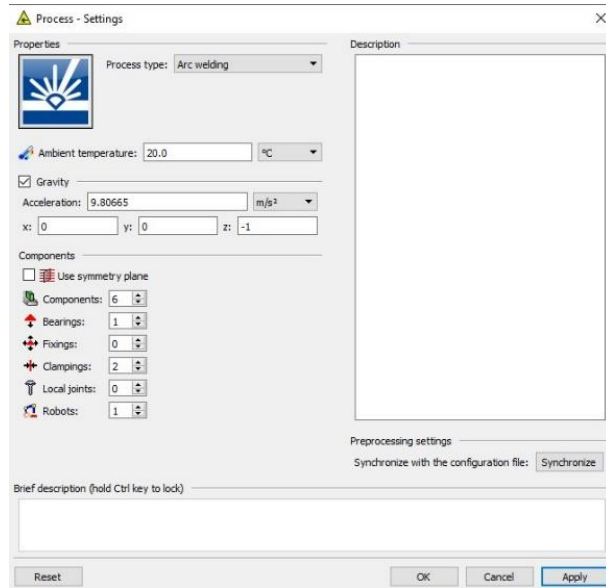 Process - Settings
Properties
Process type: Arc welding
Ambient temperature: 20.0 °C
Gravity
Acceleration: 9.80665 m/s²
x: 0 y: 0 z: -1
Components
Use symmetry plane
Components: 6
Bearings: 1
Fixings: 0
Clampings: 2
Local joints: 0
Robots: 1
Description
Preprocessing settings
Synchronize with the configuration file: Synchronize
Brief description (hold Ctrl key to lock)
Reset OK Cancel Apply